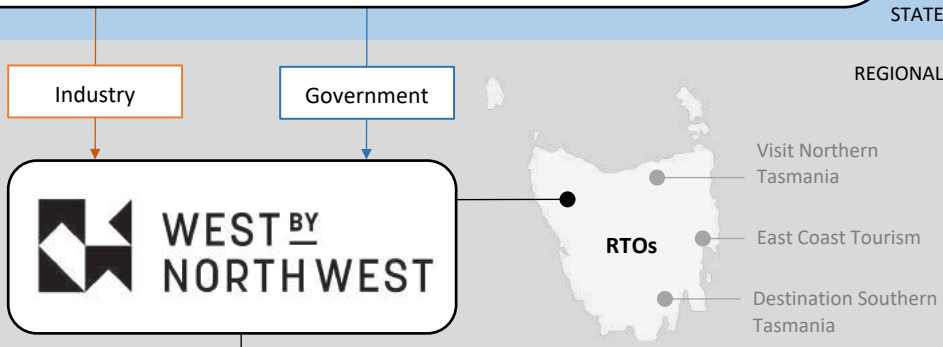 STATE
REGIONAL
Industry
Government
WEST BY
NORTHWEST
RTOs
Visit Northern
Tasmania
East Coast Tourism
Destination Southern
Tasmania